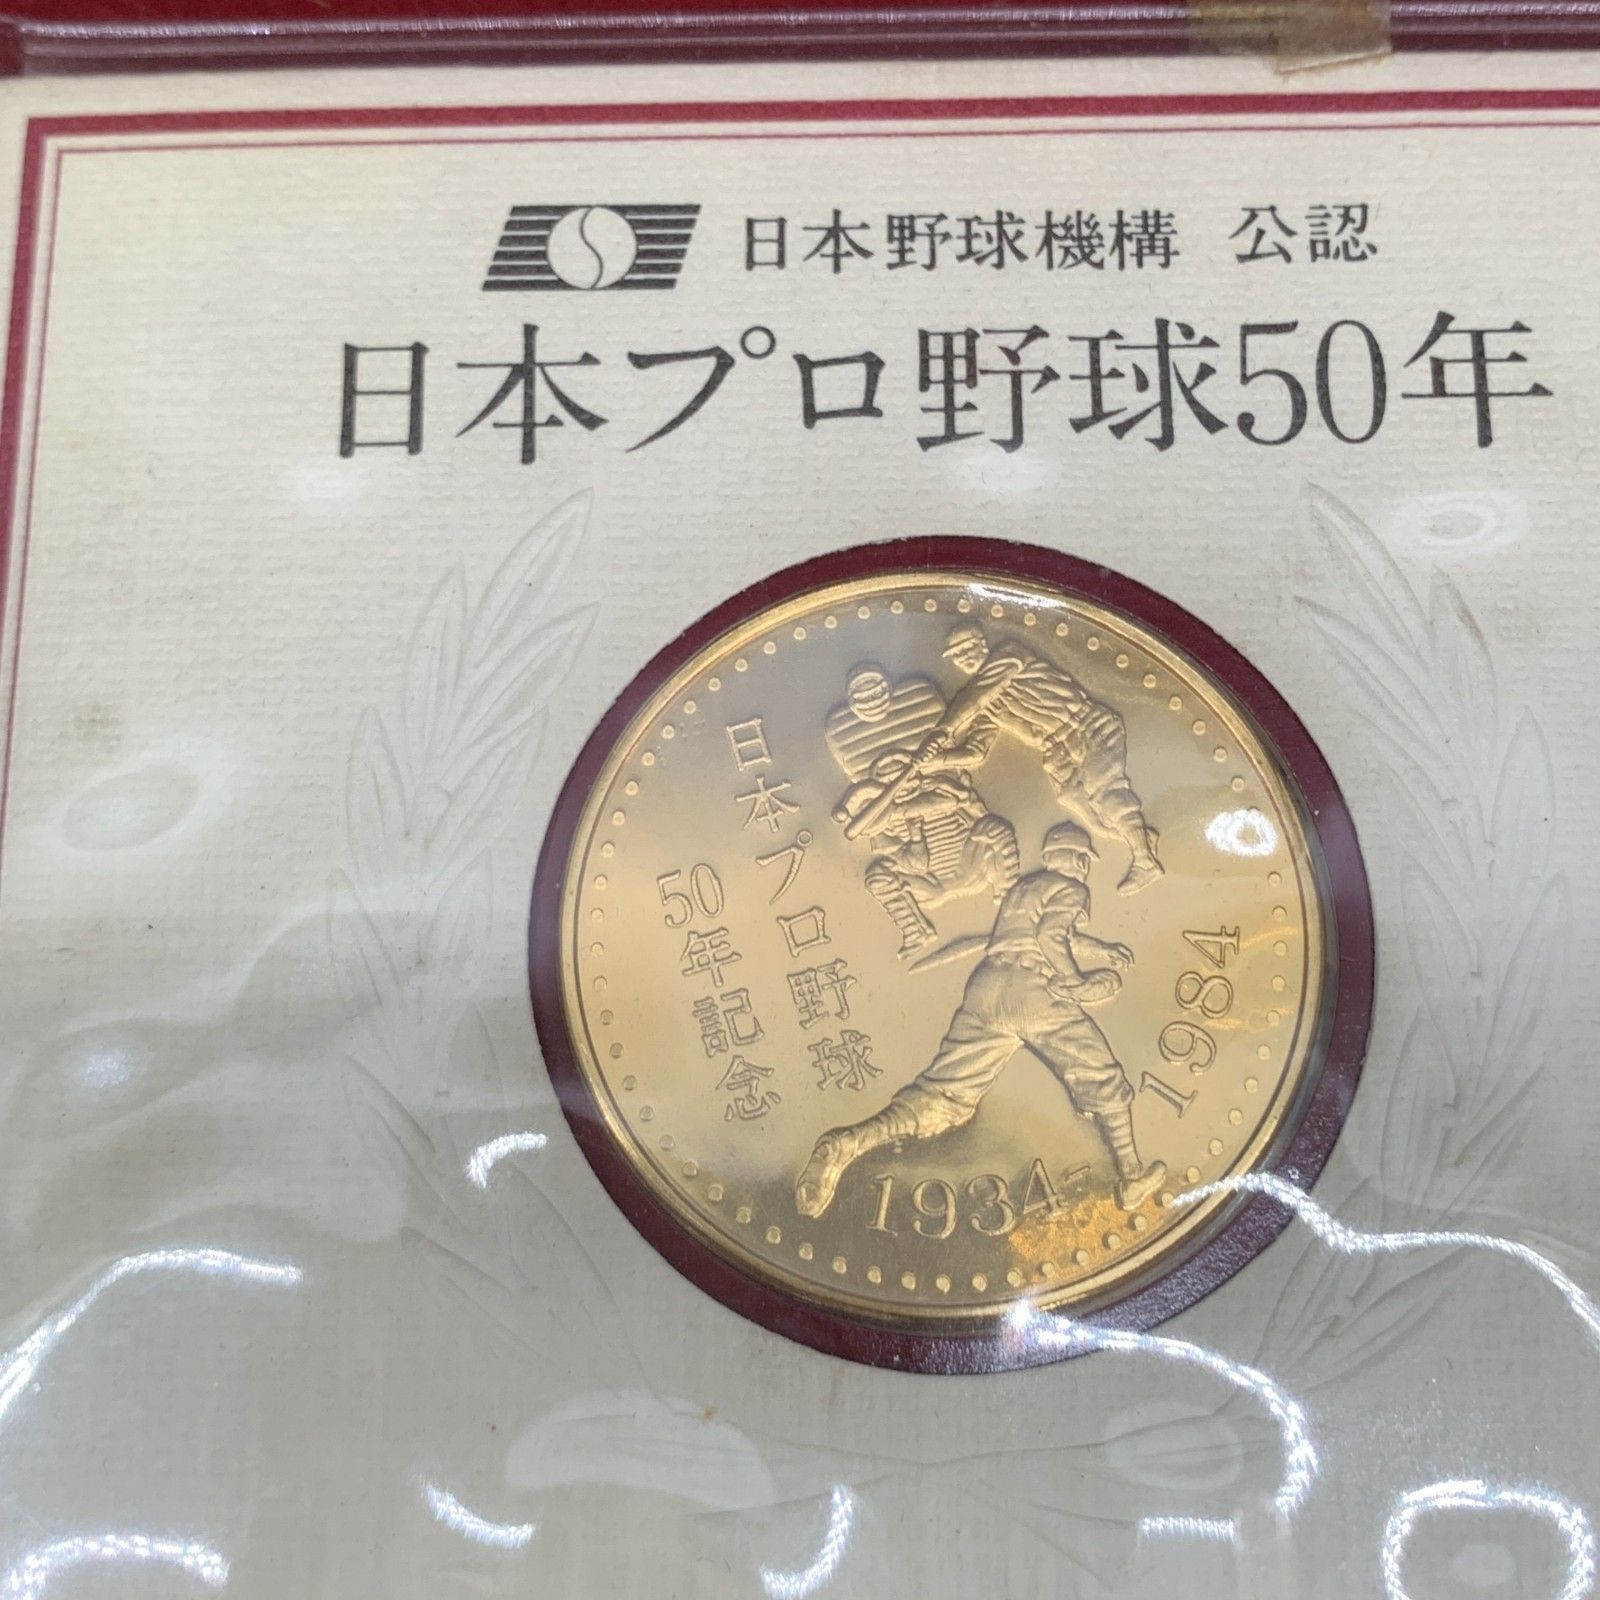 日本野球機構 公認
日本プロ野球50年
日本プロ野球
50年記念
1934-
1984